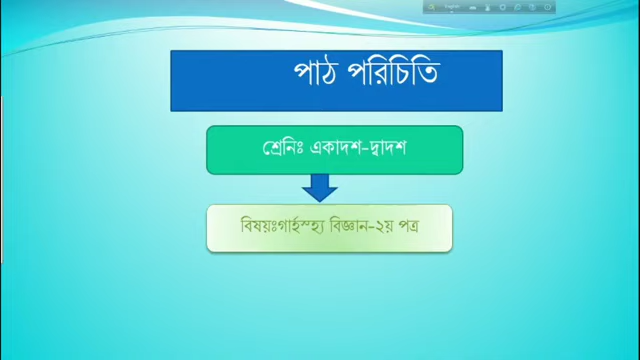 পাঠ পরিচিতি
শ্রেনিঃ একাদশ-দ্বাদশ
বিষয়ঃগার্হস্হ্য বিজ্ঞান-২য় পত্র